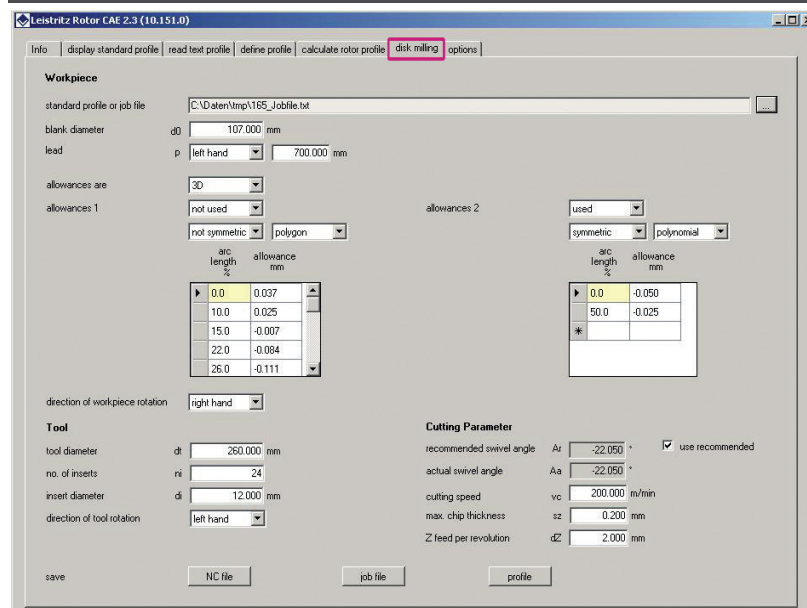 Leistritz Rotor CAE 2.3 (10.151.0)
Info display standard profile read text profile define profile calculate rotor profile disk milling options
Workpiece
standard profile or job file C:\Daten\tmp\165_Jobfile.txt ...
blank diameter d0 107.000 mm
lead p left hand 700.000 mm
allowances are 3D
allowances 1 not used allowances 2 used
not symmetric polygon symmetric polynomial
arc length % allowance mm arc length % allowance mm
0.0 0.037 0.0 -0.050
10.0 0.025 50.0 -0.025
15.0 -0.007 *
22.0 -0.084
26.0 -0.111
direction of workpiece rotation right hand
Tool Cutting Parameter
tool diameter dt 260.000 mm recommended swivel angle Ar -22.050 ° use recommended
no. of inserts ni 24 actual swivel angle Aa -22.050 °
insert diameter di 12.000 mm cutting speed vc 200.000 m/min
direction of tool rotation left hand max. chip thickness sz 0.200 mm
Z feed per revolution dZ 2.000 mm
save NC file job file profile